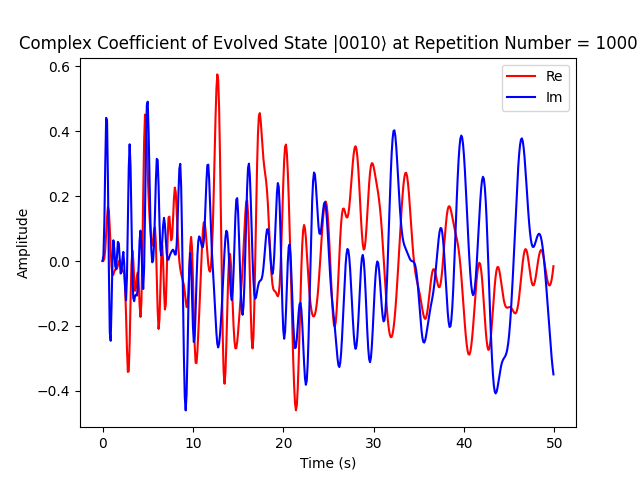 Complex Coefficient of Evolved State |0010⟩ at Repetition Number = 1000
Re
Im
Amplitude
0.6
0.4
0.2
0.0
−0.2
−0.4
0 10 20 30 40 50
Time (s)